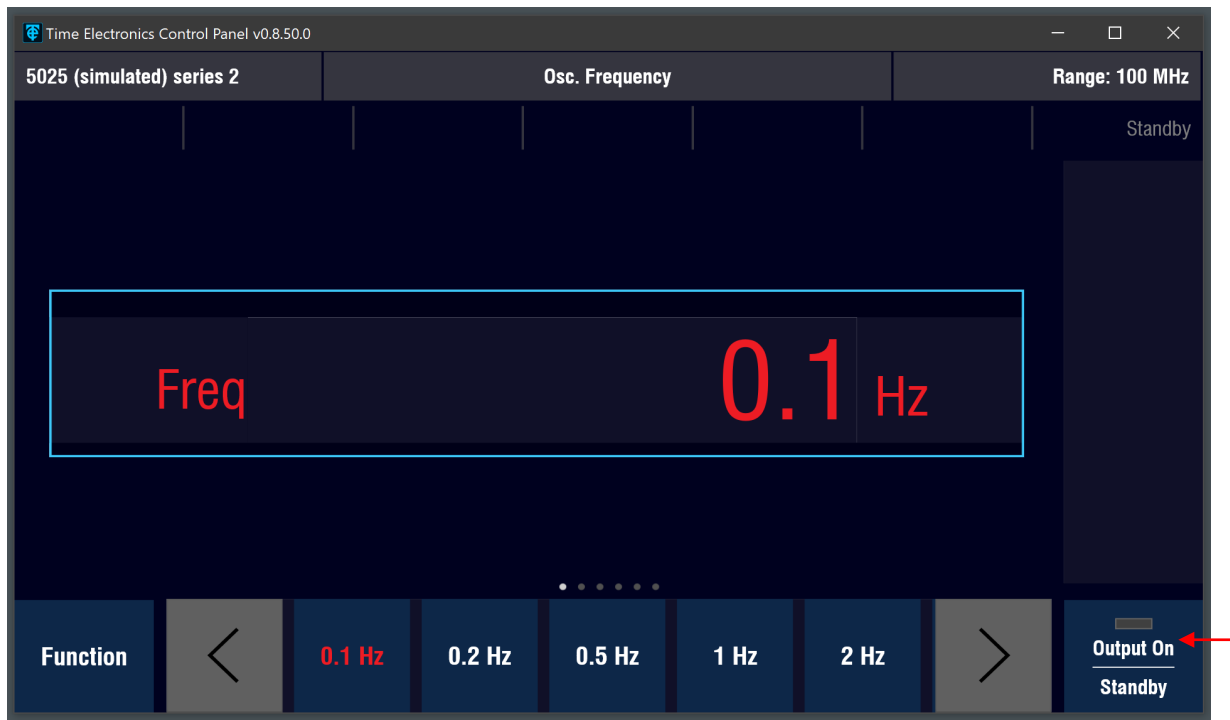 Time Electronics Control Panel v0.8.50.0
5025 (simulated) series 2
Osc. Frequency
Range: 100 MHz
Standby
Freq
0.1 Hz
Function
0.1 Hz
0.2 Hz
0.5 Hz
1 Hz
2 Hz
Output On
Standby